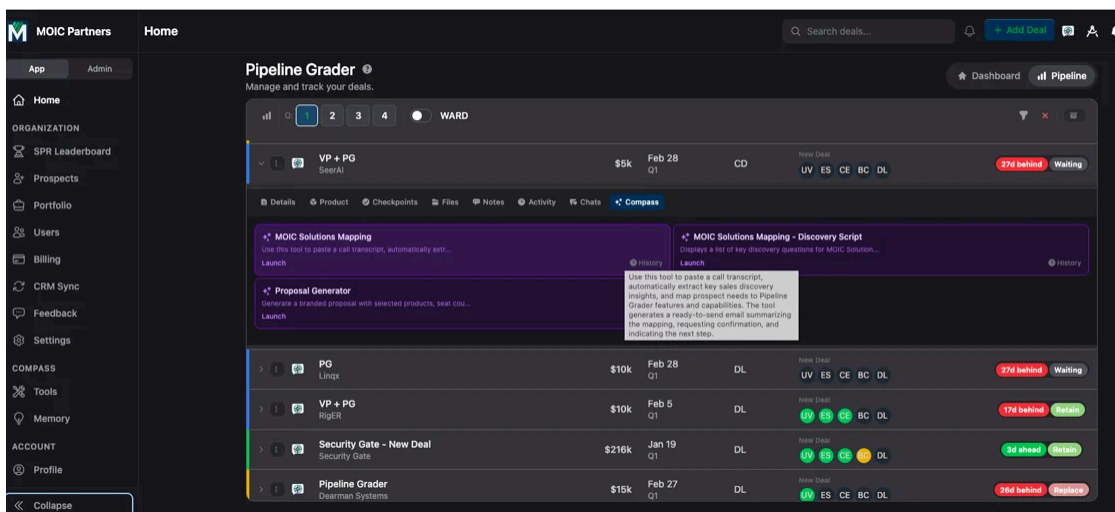 MOIC Partners
Home
Search deals...
+ Add Deal
App
Admin
Home
ORGANIZATION
SPR Leaderboard
Prospects
Portfolio
Users
Billing
CRM Sync
Feedback
Settings
COMPASS
Tools
Memory
ACCOUNT
Profile
Collapse
Pipeline Grader
Manage and track your deals.
Dashboard
Pipeline
Q: 1 2 3 4 WARD
VP + PG
SeerAI
$5k
Feb 28
Q1
CD
New Deal
UV ES CE BC DL
27d behind
Waiting
Details Product Checkpoints Files Notes Activity Chats Compass
MOIC Solutions Mapping
Use this tool to paste a call transcript, automatically extr...
Launch
History
MOIC Solutions Mapping - Discovery Script
Displays a list of key discovery questions for MOIC Solution...
Launch
History
Proposal Generator
Generate a branded proposal with selected products, seat cou...
Launch
Use this tool to paste a call transcript,
automatically extract key sales discovery
insights, and map prospect needs to Pipeline
Grader features and capabilities. The tool
generates a ready-to-send email summarizing
the mapping, requesting confirmation, and
indicating the next step.
PG
Linqx
$10k
Feb 28
Q1
DL
New Deal
UV ES CE BC DL
27d behind
Waiting
VP + PG
RigER
$10k
Feb 5
Q1
DL
New Deal
UV ES CE BC DL
17d behind
Retain
Security Gate - New Deal
Security Gate
$216k
Jan 19
Q1
DL
New Deal
UV ES CE BC DL
3d ahead
Retain
Pipeline Grader
Dearman Systems
$15k
Feb 27
Q1
DL
New Deal
UV ES CE BC DL
26d behind
Replace